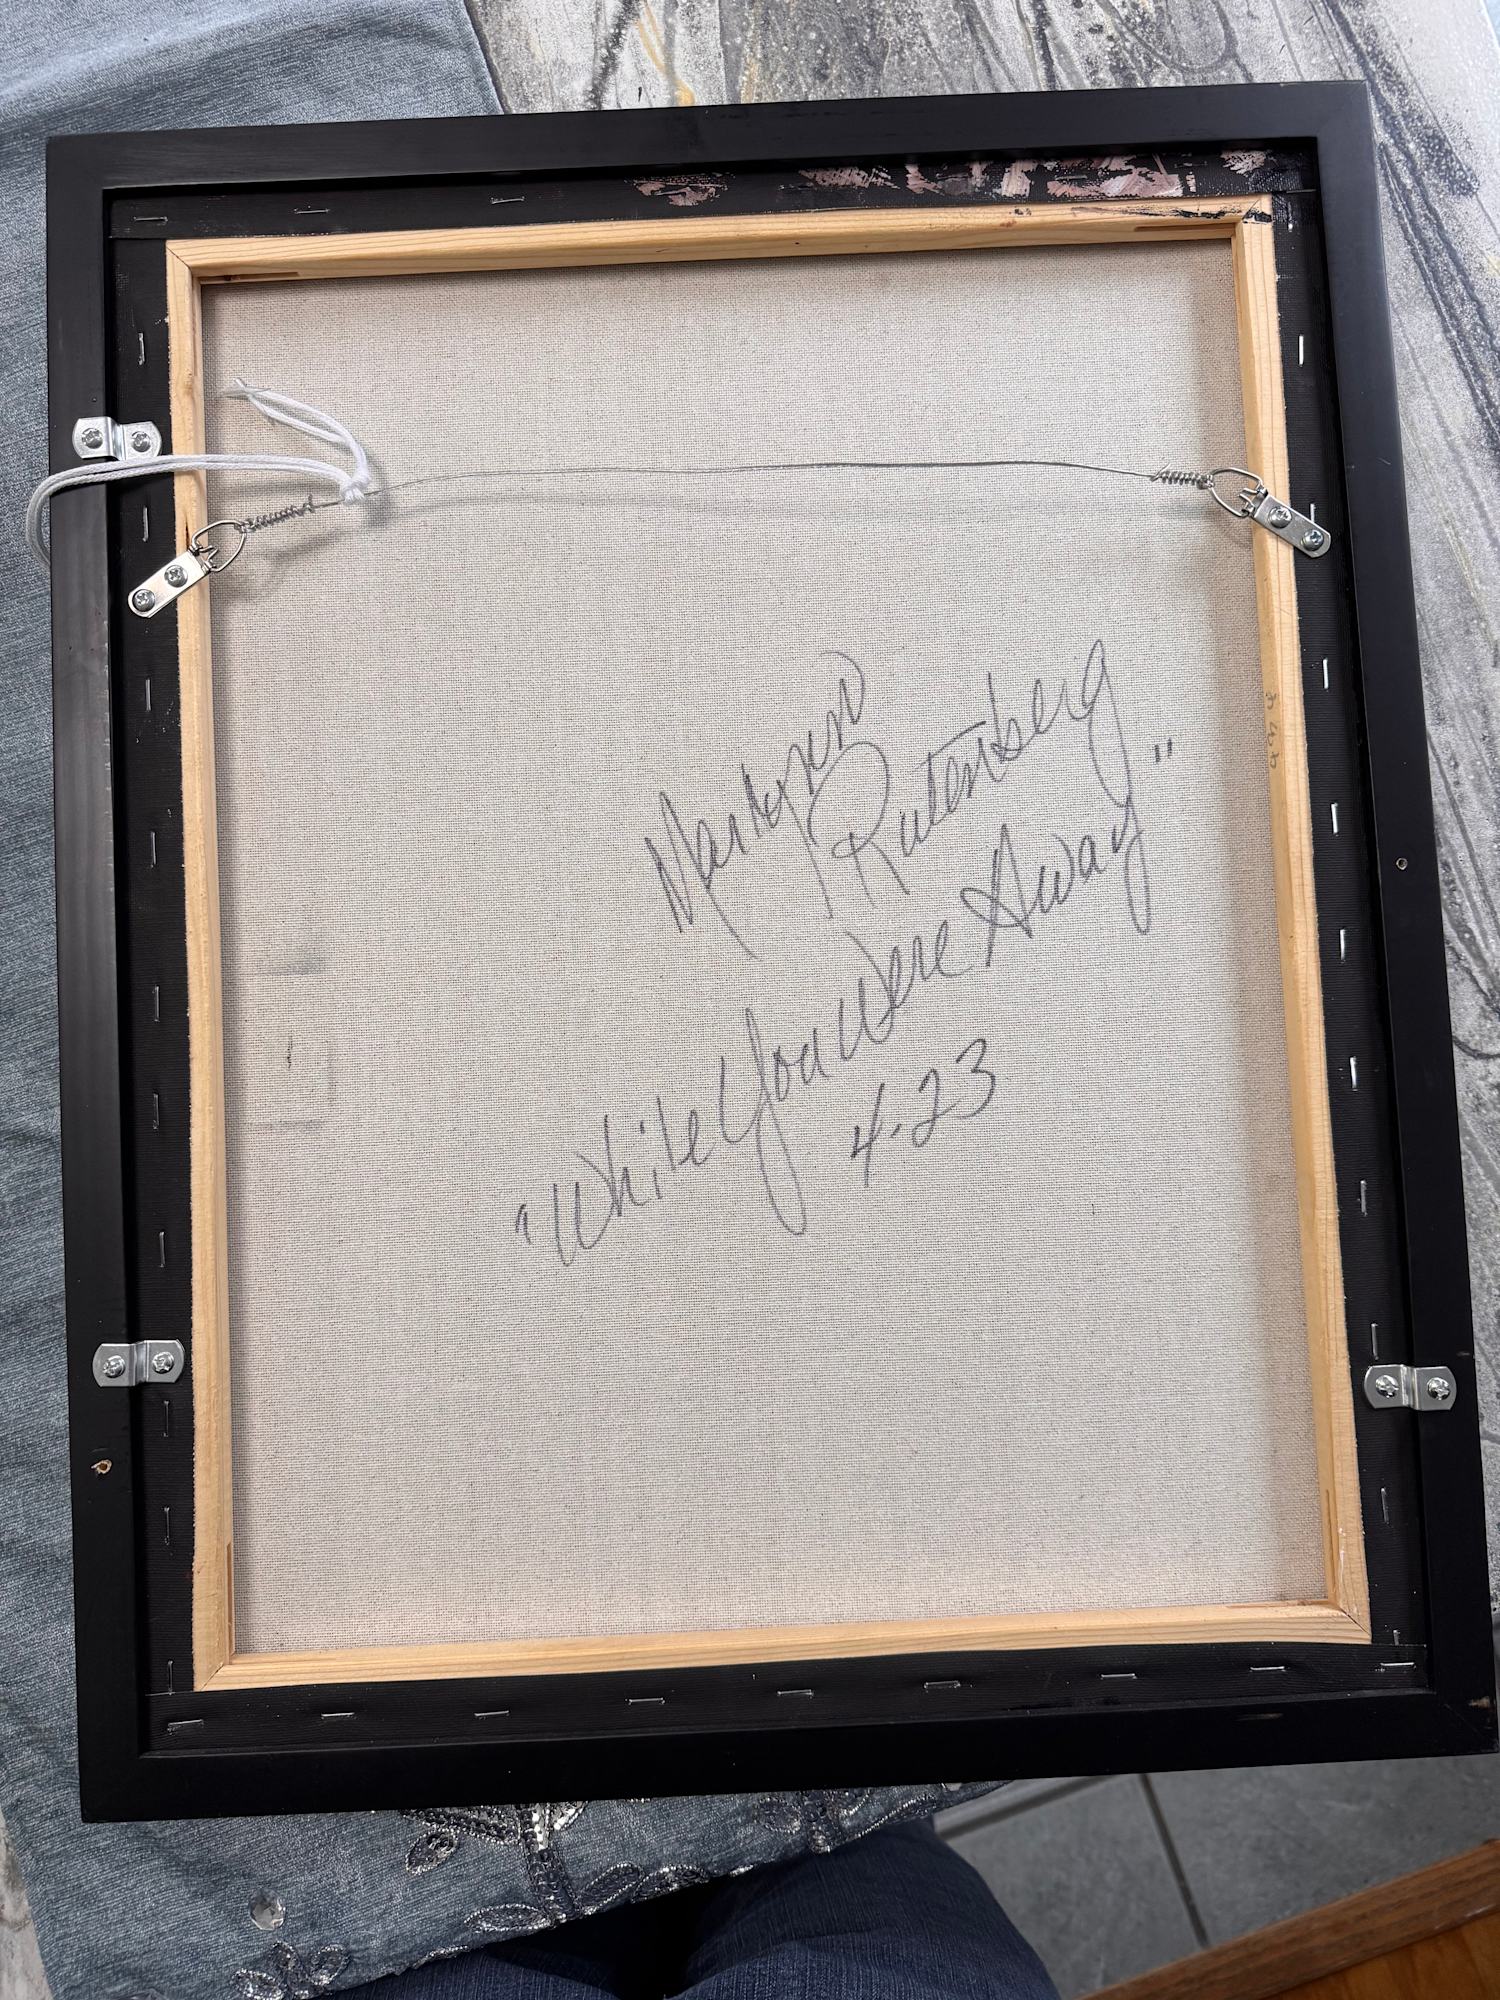 Marilynn
Rutenberg
"While You Were Away"
4.23